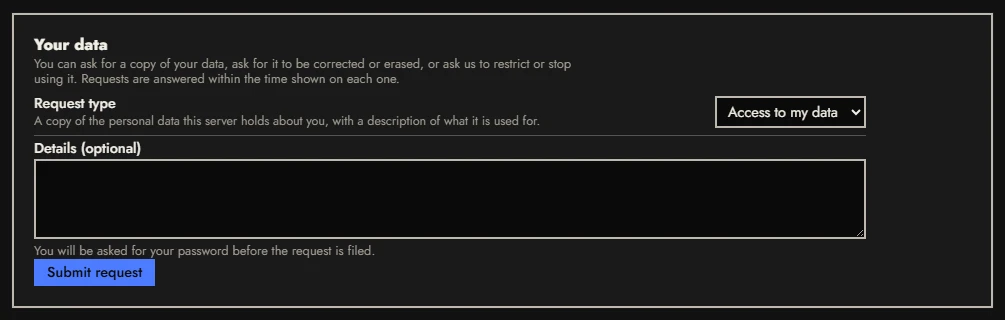 Your data
You can ask for a copy of your data, ask for it to be corrected or erased, or ask us to restrict or stop
using it. Requests are answered within the time shown on each one.
Request type
A copy of the personal data this server holds about you, with a description of what it is used for.
Access to my data
Details (optional)
You will be asked for your password before the request is filed.
Submit request